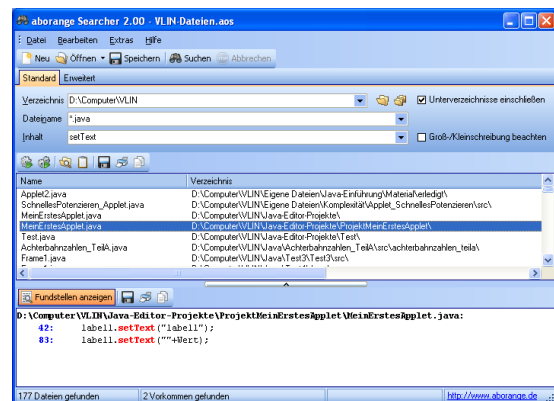 aborange Searcher 2.00 - VLIN-Dateien.aos
Datei Bearbeiten Extras Hilfe
Neu Öffnen Speichern Suchen Abbrechen
Standard Erweitert
Verzeichnis D:\Computer\VLIN Unterverzeichnisse einschließen
Dateiname *.java
Inhalt setText Groß-/Kleinschreibung beachten
Name Verzeichnis
Applet2.java D:\Computer\VLIN\Eigene Dateien\Java-Einführung\Material\erledigt\
SchnellesPotenzieren_Applet.java D:\Computer\VLIN\Eigene Dateien\Komplexität\Applet_SchnellesPotenzieren\src\
MeinErstesApplet.java D:\Computer\VLIN\Java-Editor-Projekte\
MeinErstesApplet.java D:\Computer\VLIN\Java-Editor-Projekte\ProjektMeinErstesApplet\
Test.java D:\Computer\VLIN\Java-Editor-Projekte\Test\
Achterbahnzahlen_TeilA.java D:\Computer\VLIN\Java\Achterbahnzahlen_TeilA\src\achterbahnzahlen_teila\
Frame1.java D:\Computer\VLIN\Java\Test3\Test3\src\
Fundstellen anzeigen
D:\Computer\VLIN\Java-Editor-Projekte\ProjektMeinErstesApplet\MeinErstesApplet.java:
42: label1.setText("label1");
83: label1.setText(""+Wert);
177 Dateien gefunden 2 Vorkommen gefunden http://www.aborange.de